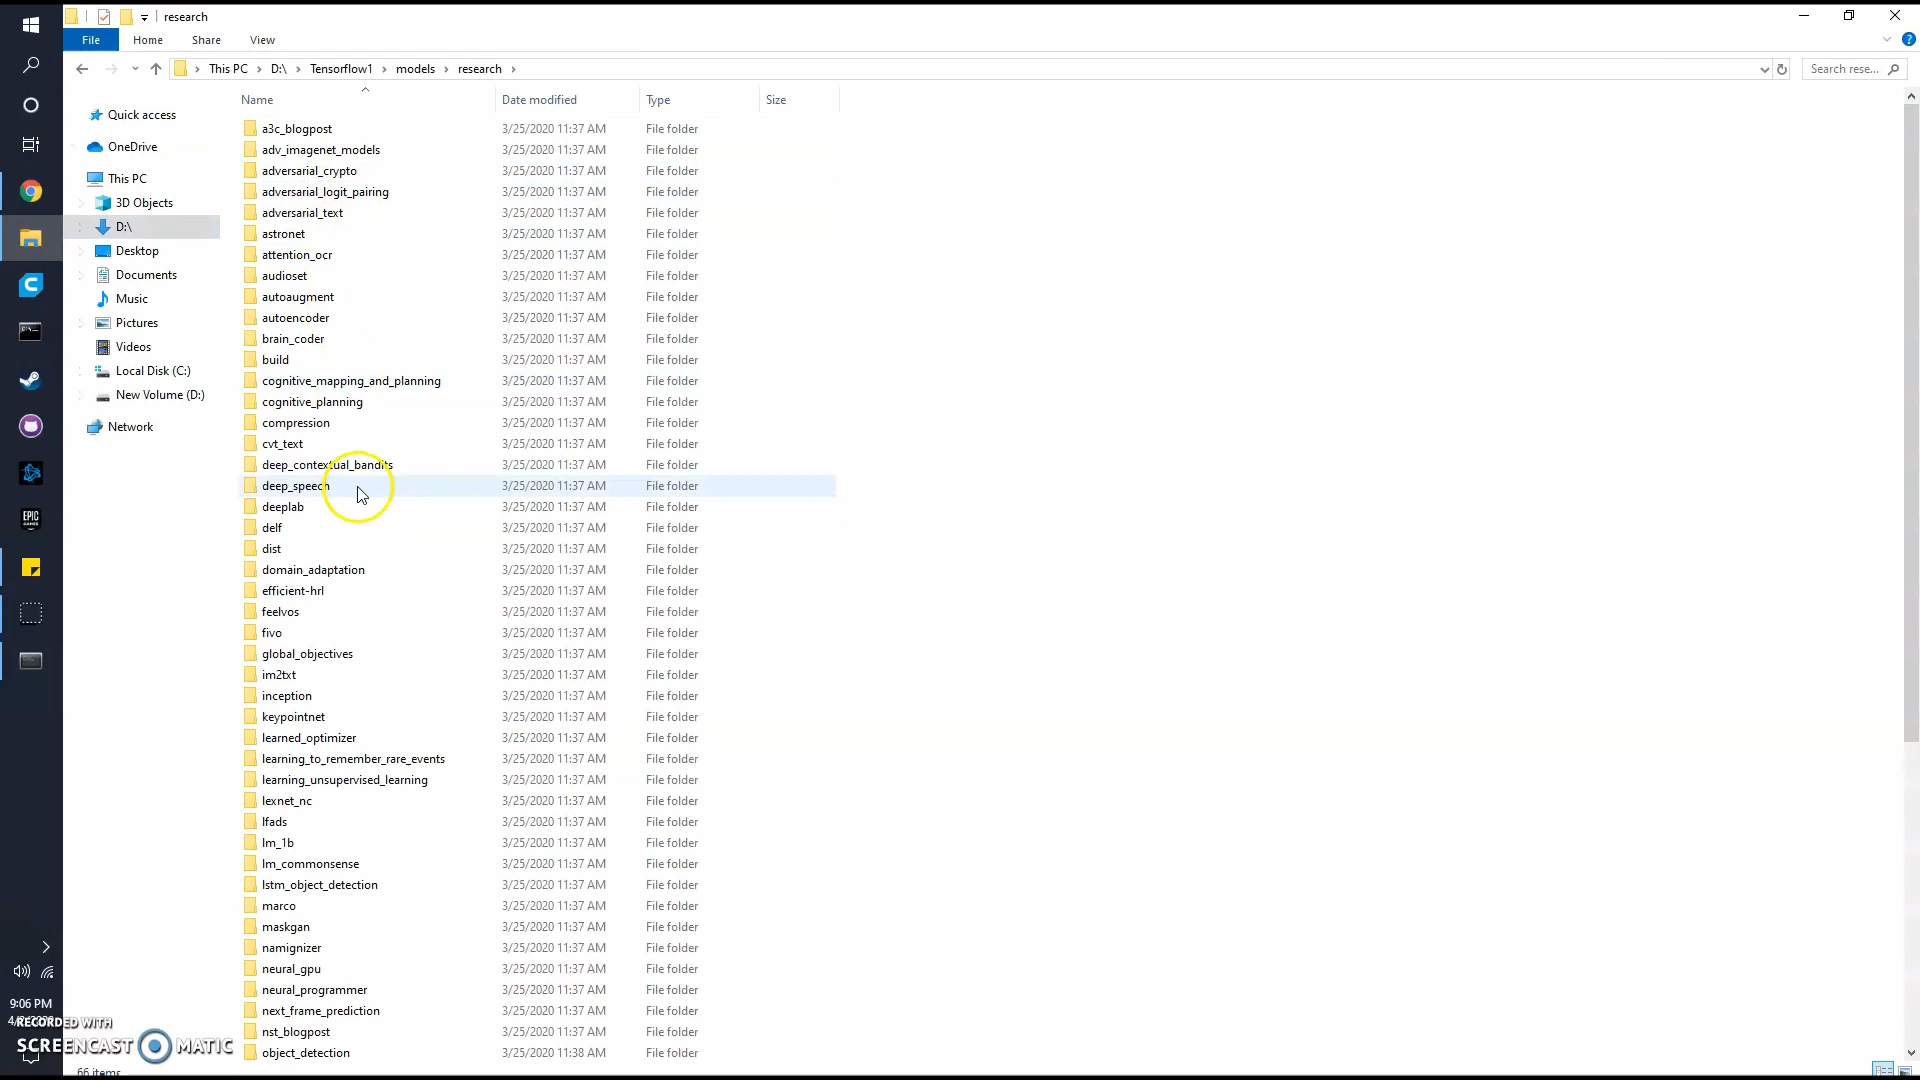 research
File Home Share View
This PC > D:\ > Tensorflow1 > models > research >
Search rese...
Name Date modified Type Size
Quick access
OneDrive
This PC
3D Objects
D:\
Desktop
Documents
Music
Pictures
Videos
Local Disk (C:)
New Volume (D:)
Network
a3c_blogpost 3/25/2020 11:37 AM File folder
adv_imagenet_models 3/25/2020 11:37 AM File folder
adversarial_crypto 3/25/2020 11:37 AM File folder
adversarial_logit_pairing 3/25/2020 11:37 AM File folder
adversarial_text 3/25/2020 11:37 AM File folder
astronet 3/25/2020 11:37 AM File folder
attention_ocr 3/25/2020 11:37 AM File folder
audioset 3/25/2020 11:37 AM File folder
autoaugment 3/25/2020 11:37 AM File folder
autoencoder 3/25/2020 11:37 AM File folder
brain_coder 3/25/2020 11:37 AM File folder
build 3/25/2020 11:37 AM File folder
cognitive_mapping_and_planning 3/25/2020 11:37 AM File folder
cognitive_planning 3/25/2020 11:37 AM File folder
compression 3/25/2020 11:37 AM File folder
cvt_text 3/25/2020 11:37 AM File folder
deep_contextual_bandits 3/25/2020 11:37 AM File folder
deep_speech 3/25/2020 11:37 AM File folder
deeplab 3/25/2020 11:37 AM File folder
delf 3/25/2020 11:37 AM File folder
dist 3/25/2020 11:37 AM File folder
domain_adaptation 3/25/2020 11:37 AM File folder
efficient-hrl 3/25/2020 11:37 AM File folder
feelvos 3/25/2020 11:37 AM File folder
fivo 3/25/2020 11:37 AM File folder
global_objectives 3/25/2020 11:37 AM File folder
im2txt 3/25/2020 11:37 AM File folder
inception 3/25/2020 11:37 AM File folder
keypointnet 3/25/2020 11:37 AM File folder
learned_optimizer 3/25/2020 11:37 AM File folder
learning_to_remember_rare_events 3/25/2020 11:37 AM File folder
learning_unsupervised_learning 3/25/2020 11:37 AM File folder
lexnet_nc 3/25/2020 11:37 AM File folder
lfads 3/25/2020 11:37 AM File folder
lm_1b 3/25/2020 11:37 AM File folder
lm_commonsense 3/25/2020 11:37 AM File folder
lstm_object_detection 3/25/2020 11:37 AM File folder
marco 3/25/2020 11:37 AM File folder
maskgan 3/25/2020 11:37 AM File folder
namignizer 3/25/2020 11:37 AM File folder
neural_gpu 3/25/2020 11:37 AM File folder
neural_programmer 3/25/2020 11:37 AM File folder
next_frame_prediction 3/25/2020 11:37 AM File folder
nst_blogpost 3/25/2020 11:37 AM File folder
object_detection 3/25/2020 11:38 AM File folder
66 items
EPIC
GAMES
9:06 PM
RECORDED WITH
SCREENCAST MATIC